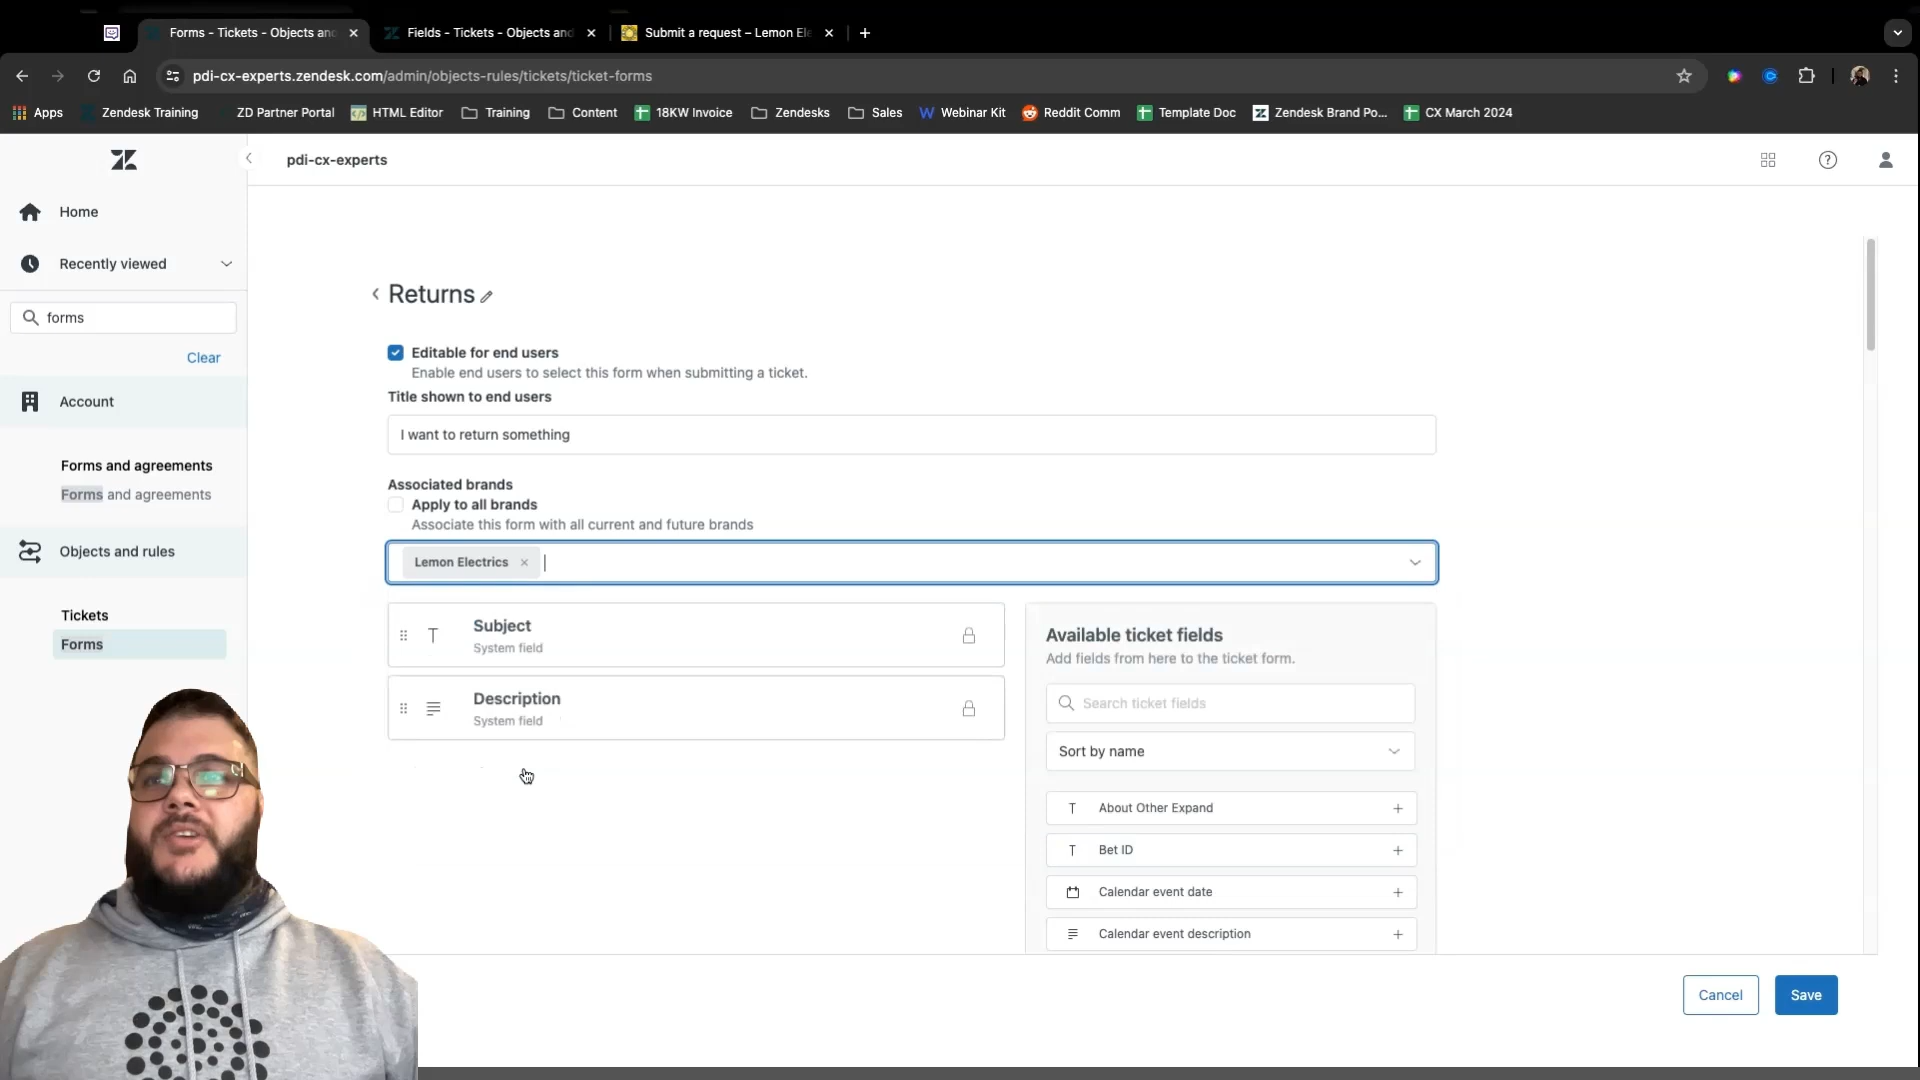 Forms - Tickets - Objects and
Fields - Tickets - Objects and
Submit a request – Lemon Ele
pdi-cx-experts.zendesk.com/admin/objects-rules/tickets/ticket-forms
Apps
Zendesk Training
ZD Partner Portal
HTML Editor
Training
Content
18KW Invoice
Zendesks
Sales
Webinar Kit
Reddit Comm
Template Doc
Zendesk Brand Po...
CX March 2024
pdi-cx-experts
Home
Recently viewed
forms
Clear
Account
Forms and agreements
Forms and agreements
Objects and rules
Tickets
Forms
Returns
Editable for end users
Enable end users to select this form when submitting a ticket.
Title shown to end users
I want to return something
Associated brands
Apply to all brands
Associate this form with all current and future brands
Lemon Electrics
Subject
System field
Description
System field
Available ticket fields
Add fields from here to the ticket form.
Search ticket fields
Sort by name
About Other Expand
Bet ID
Calendar event date
Calendar event description
Cancel
Save